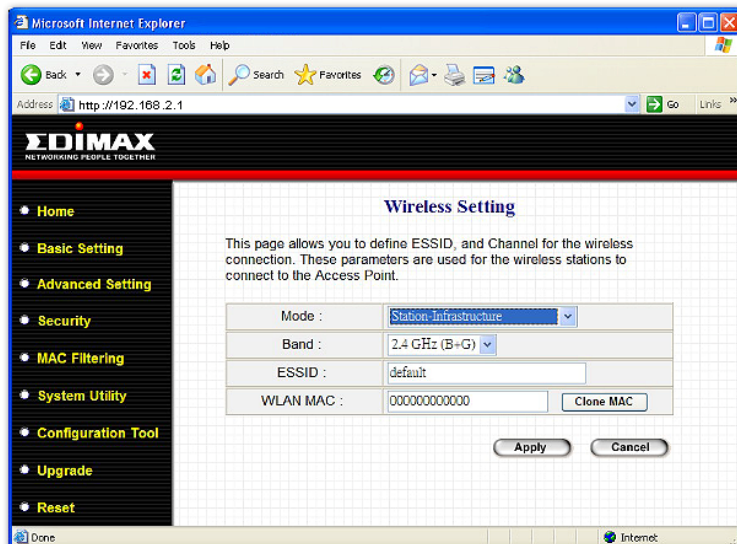 Microsoft Internet Explorer
File Edit View Favorites Tools Help
Back Search Favorites
Address http://192.168.2.1 Go Links »
EDIMAX
NETWORKING PEOPLE TOGETHER
Home
Basic Setting
Advanced Setting
Security
MAC Filtering
System Utility
Configuration Tool
Upgrade
Reset
Wireless Setting
This page allows you to define ESSID, and Channel for the wireless
connection. These parameters are used for the wireless stations to
connect to the Access Point.
Mode : Station-Infrastructure
Band : 2.4 GHz (B+G)
ESSID : default
WLAN MAC : 000000000000 Clone MAC
Apply Cancel
Done Internet